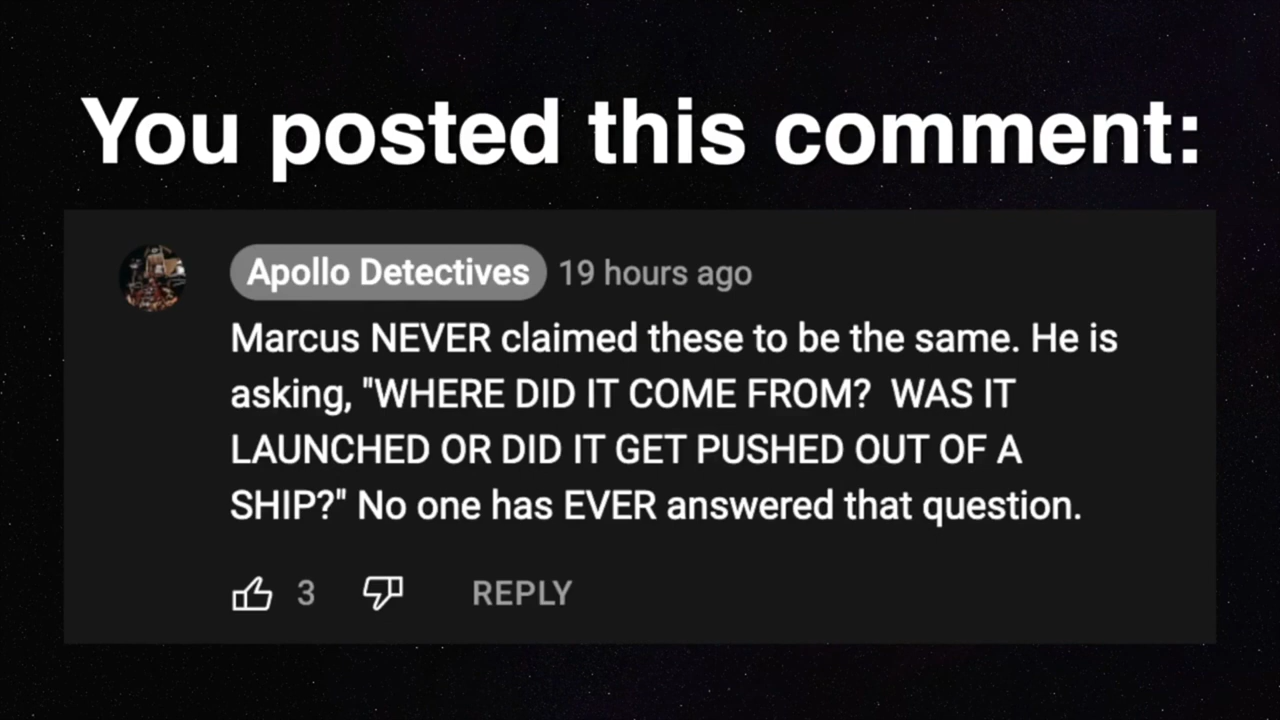 You posted this comment:
Apollo Detectives 19 hours ago
Marcus NEVER claimed these to be the same. He is
asking, "WHERE DID IT COME FROM?  WAS IT
LAUNCHED OR DID IT GET PUSHED OUT OF A
SHIP?" No one has EVER answered that question.
3 REPLY